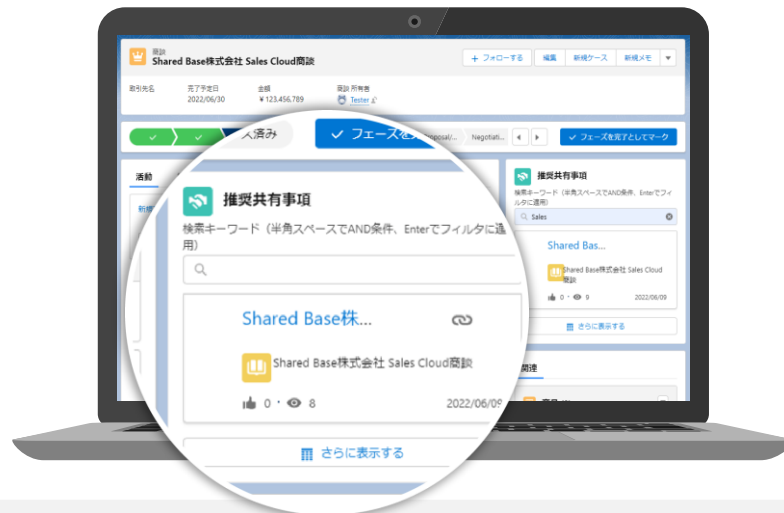 商談
Shared Base株式会社 Sales Cloud商談
+ フォローする
編集
新規ケース
新規メモ
取引先名
完了予定日
金額
商談 所有者
2022/06/30
¥ 123,456,789
Tester
済み
フェーズを
Negotiati...
フェーズを完了としてマーク
活動
新規
推奨共有事項
検索キーワード（半角スペースでAND条件、Enterでフィルタに適
用）
Shared Base株...
Shared Base株式会社 Sales Cloud商談
0 · 8
2022/06/09
さらに表示する
推奨共有事項
検索キーワード（半角スペースでAND条件、Enterでフィ
ルタに適用）
Sales
Shared Bas...
Shared Base株式会社 Sales Cloud
商談
0 · 9
2022/06/09
さらに表示する
関連